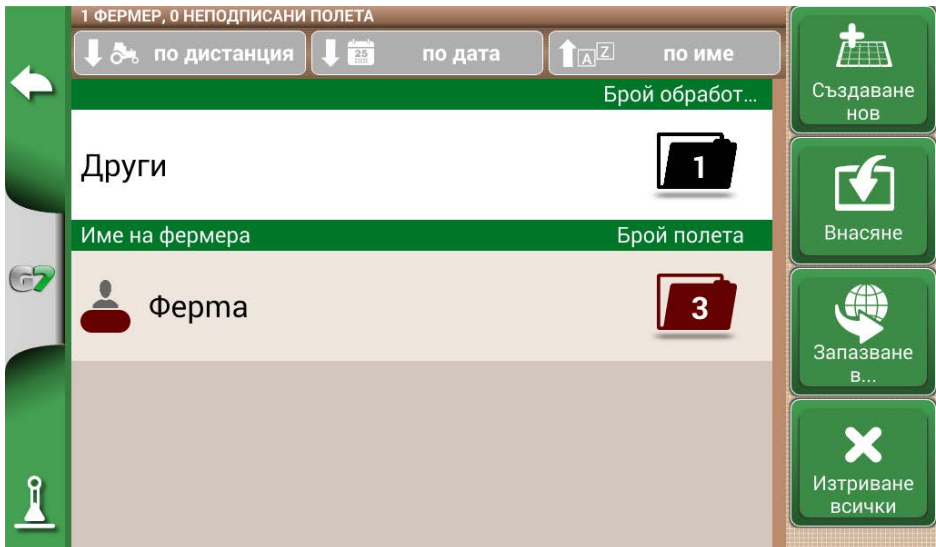 1 ФЕРМЕР, 0 НЕПОДПИСАНИ ПОЛЕТА
по дистанция
25
по дата
A Z
по име
Брой обработ...
Други
1
Име на фермера
Брой полета
Ферма
3
G7
Създаване
нов
Внасяне
Запазване
в...
Изтриване
всички